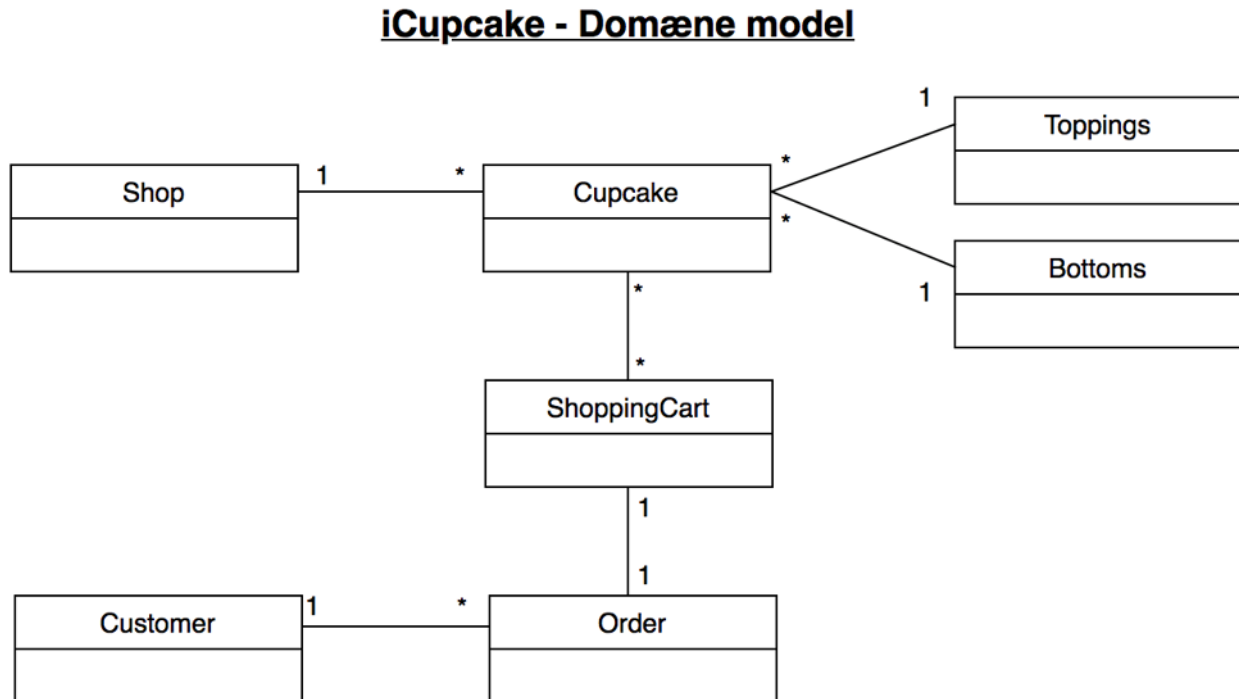 iCupcake - Domæne model
1
Toppings
*
1
*
Shop
Cupcake
*
Bottoms
1
*
*
ShoppingCart
1
1
1
*
Customer
Order